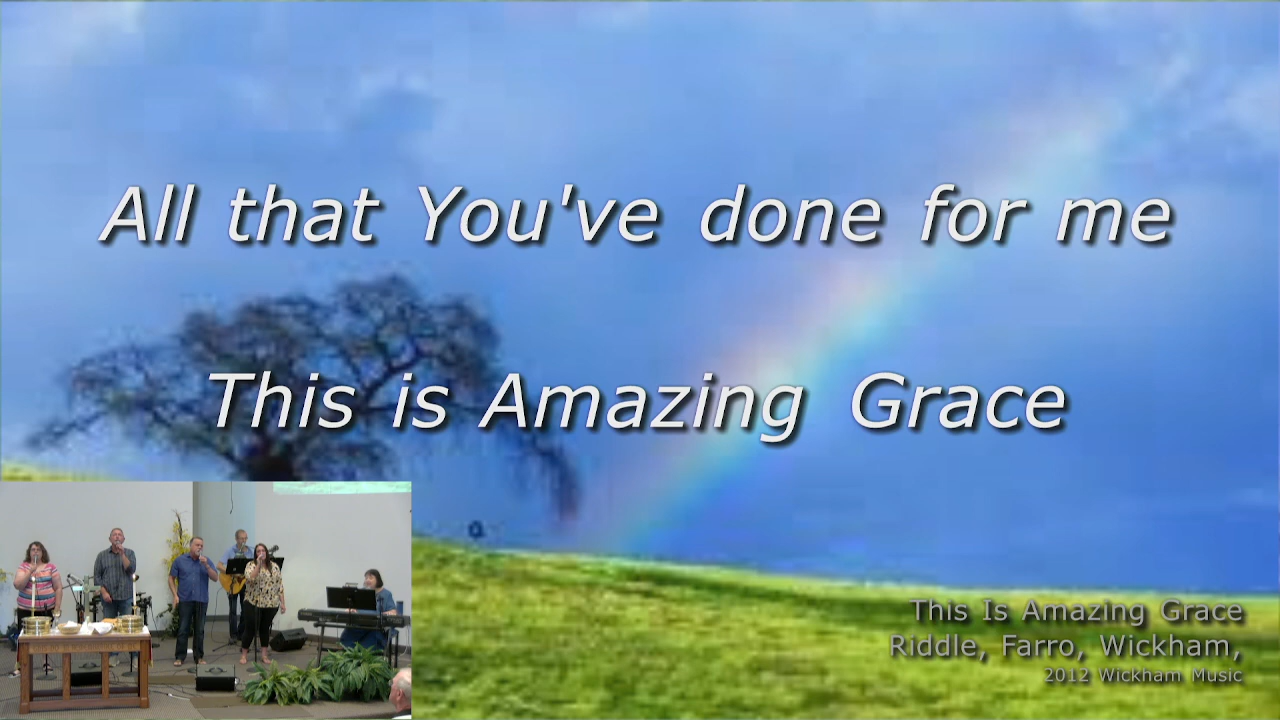 All that You've done for me
This is Amazing Grace
This Is Amazing Grace
Riddle, Farro, Wickham,
2012 Wickham Music